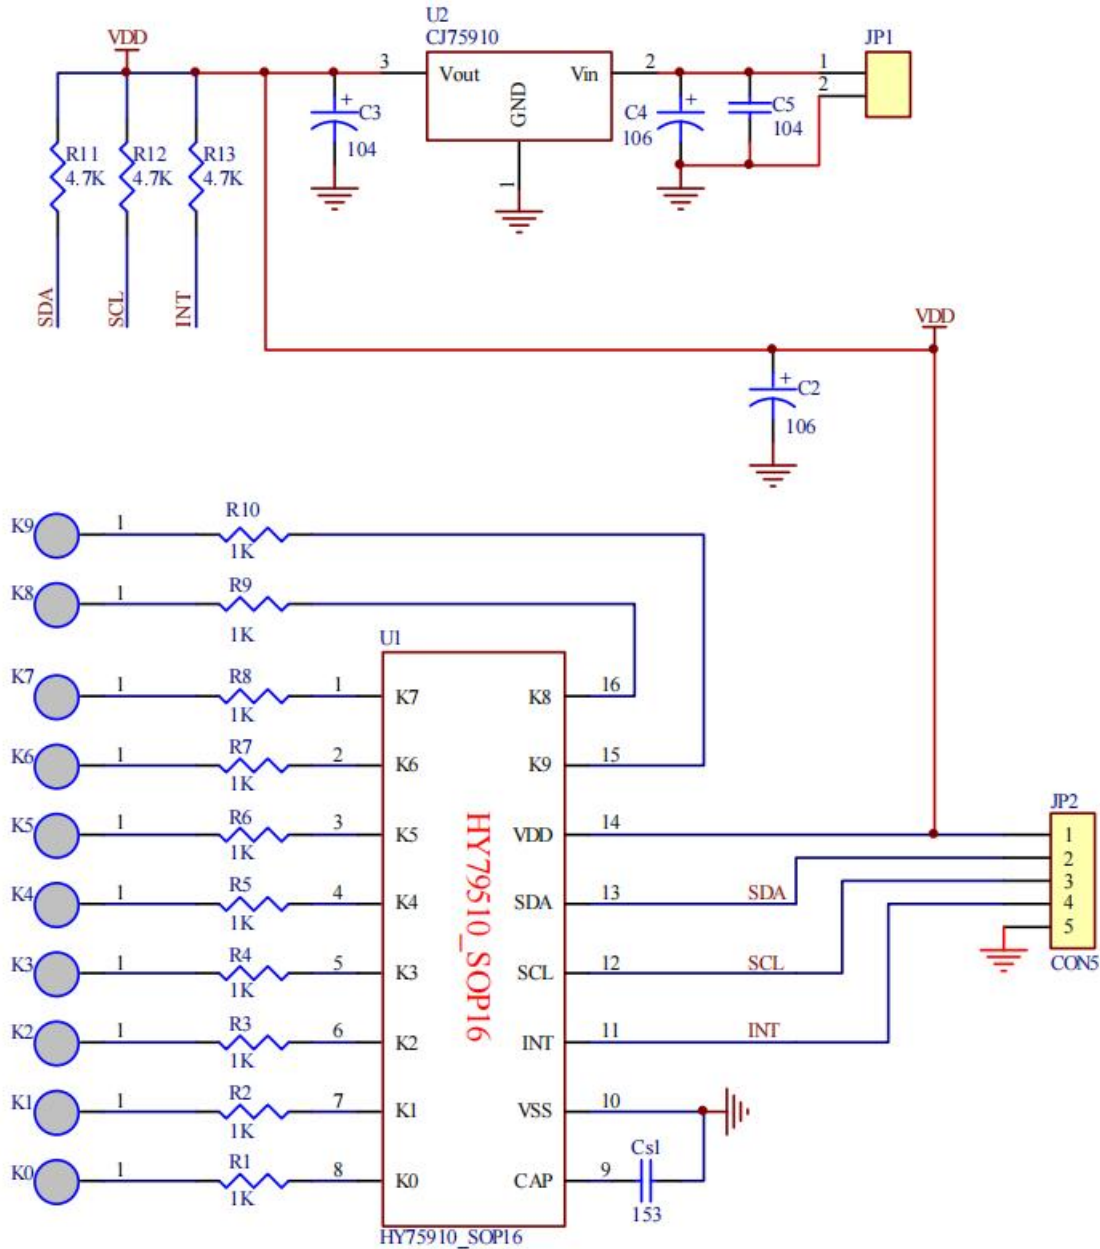 VDD
U2
CJ75910
JP1
3
Vout
Vin
2
GND
1
1
2
+
C3
104
C4
+
106
C5
104
R11
4.7K
R12
4.7K
R13
4.7K
SDA
SCL
INT
VDD
+
C2
106
K9
1
R10
1K
K8
1
R9
1K
U1
K7
1
R8
1K
1
K7
K8
16
K6
1
R7
1K
2
K6
K9
15
K5
1
R6
1K
3
K5
VDD
14
K4
1
R5
1K
4
K4
SDA
13
SDA
K3
1
R4
1K
5
K3
SCL
12
SCL
K2
1
R3
1K
6
K2
INT
11
INT
K1
1
R2
1K
7
K1
VSS
10
K0
1
R1
1K
8
K0
CAP
9
Cs1
153
HY79510_SOP16
HY75910_SOP16
JP2
1
2
3
4
5
CON5